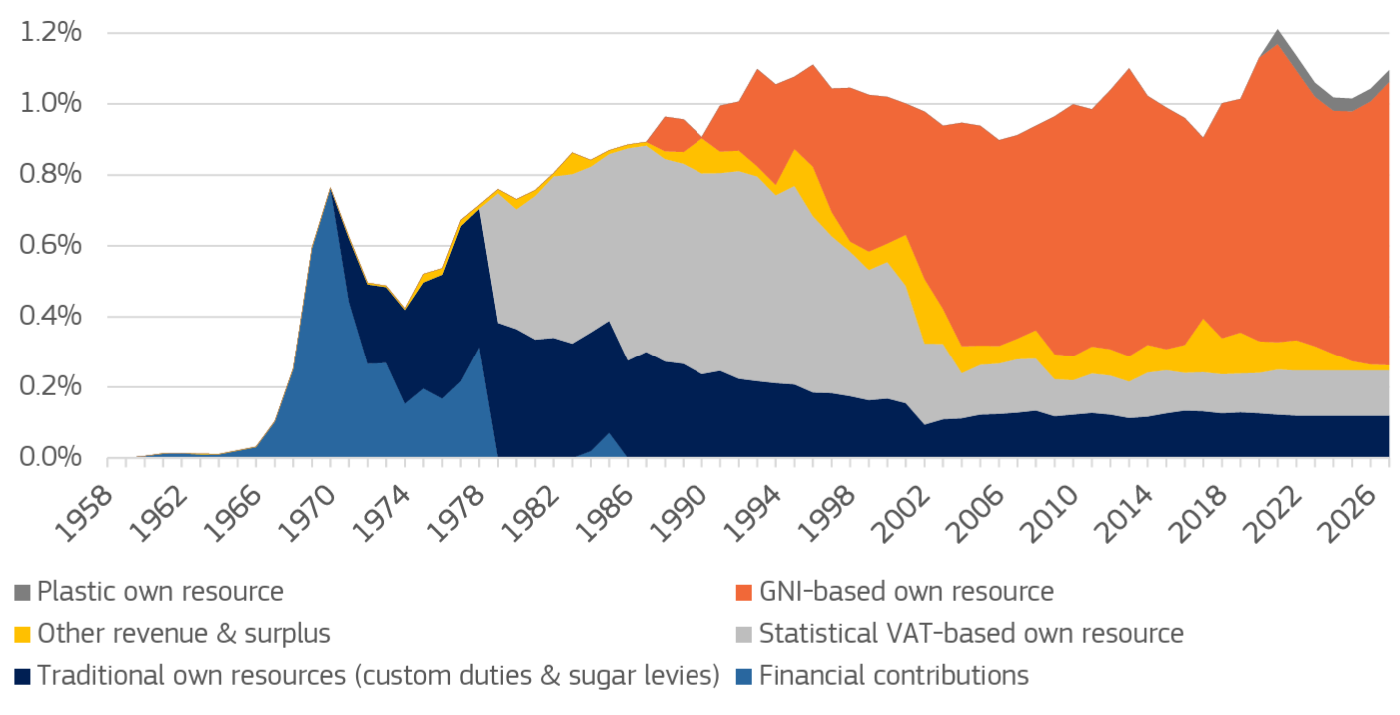 1.2%
1.0%
0.8%
0.6%
0.4%
0.2%
0.0%
1958 1962 1966 1970 1974 1978 1982 1986 1990 1994 1998 2002 2006 2010 2014 2018 2022 2026
Plastic own resource GNI-based own resource
Other revenue & surplus Statistical VAT-based own resource
Traditional own resources (custom duties & sugar levies) Financial contributions